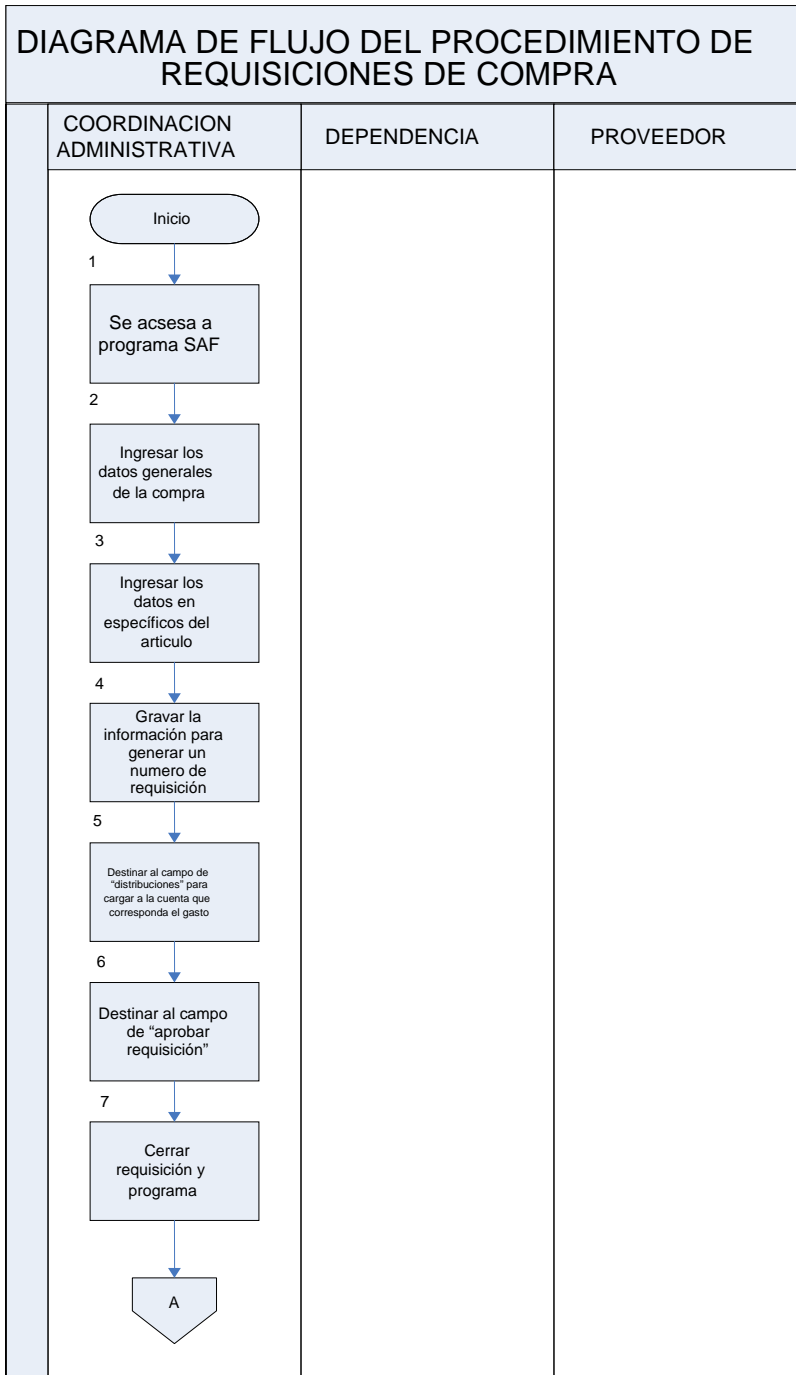 DIAGRAMA DE FLUJO DEL PROCEDIMIENTO DE
REQUISICIONES DE COMPRA
COORDINACION
ADMINISTRATIVA
DEPENDENCIA
PROVEEDOR
Inicio
1
Se acsesa a
programa SAF
2
Ingresar los
datos generales
de la compra
3
Ingresar los
datos en
específicos del
articulo
4
Gravar la
información para
generar un
numero de
requisición
5
Destinar al campo de
“distribuciones” para
cargar a la cuenta que
corresponda el gasto
6
Destinar al campo
de “aprobar
requisición”
7
Cerrar
requisición y
programa
A